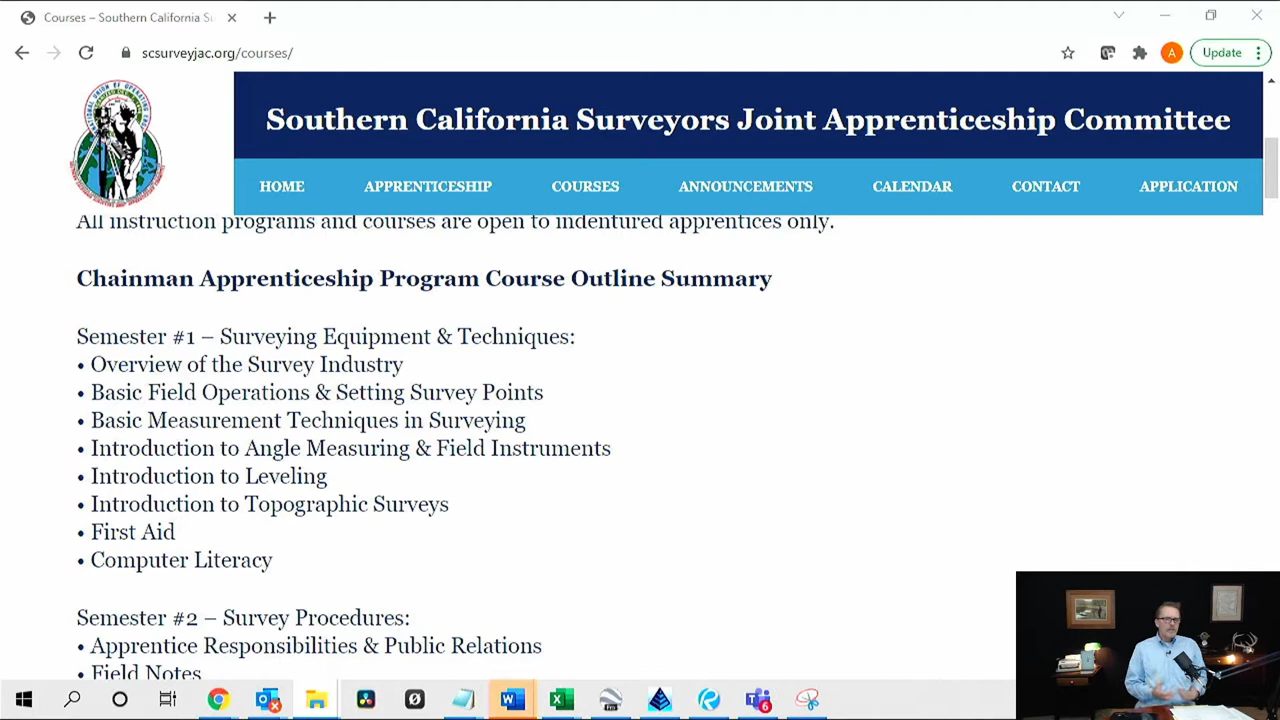 Courses – Southern California Su
scsurveyjac.org/courses/
A
Update
Southern California Surveyors Joint Apprenticeship Committee
HOME APPRENTICESHIP COURSES ANNOUNCEMENTS CALENDAR CONTACT APPLICATION
All instruction programs and courses are open to indentured apprentices only.
Chainman Apprenticeship Program Course Outline Summary
Semester #1 – Surveying Equipment & Techniques:
• Overview of the Survey Industry
• Basic Field Operations & Setting Survey Points
• Basic Measurement Techniques in Surveying
• Introduction to Angle Measuring & Field Instruments
• Introduction to Leveling
• Introduction to Topographic Surveys
• First Aid
• Computer Literacy
Semester #2 – Survey Procedures:
• Apprentice Responsibilities & Public Relations
• Field Notes